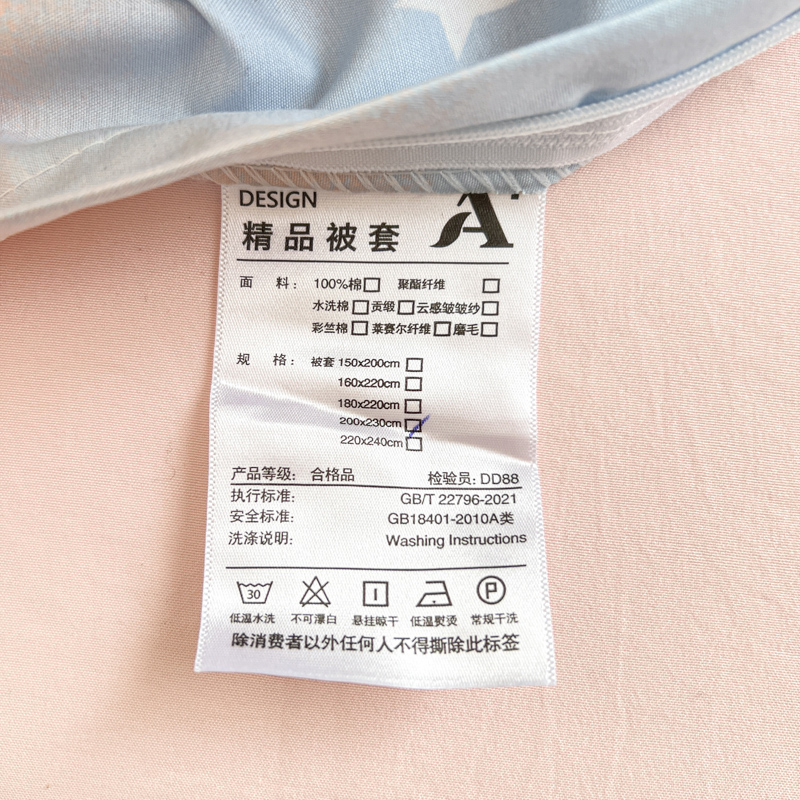 DESIGN
A+
精品被套
面 料: 100%棉□ 聚酯纤维 □
水洗棉□贡缎□云感皱皱纱□
彩竺棉□莱赛尔纤维□磨毛□
规 格: 被套 150x200cm □
160x220cm □
180x220cm □
200x230cm ☑
220x240cm □
产品等级: 合格品 检验员: DD88
执行标准: GB/T 22796-2021
安全标准: GB18401-2010A类
洗涤说明: Washing Instructions
30 P
低温水洗 不可漂白 悬挂晾干 低温熨烫 常规干洗
除消费者以外任何人不得撕除此标签